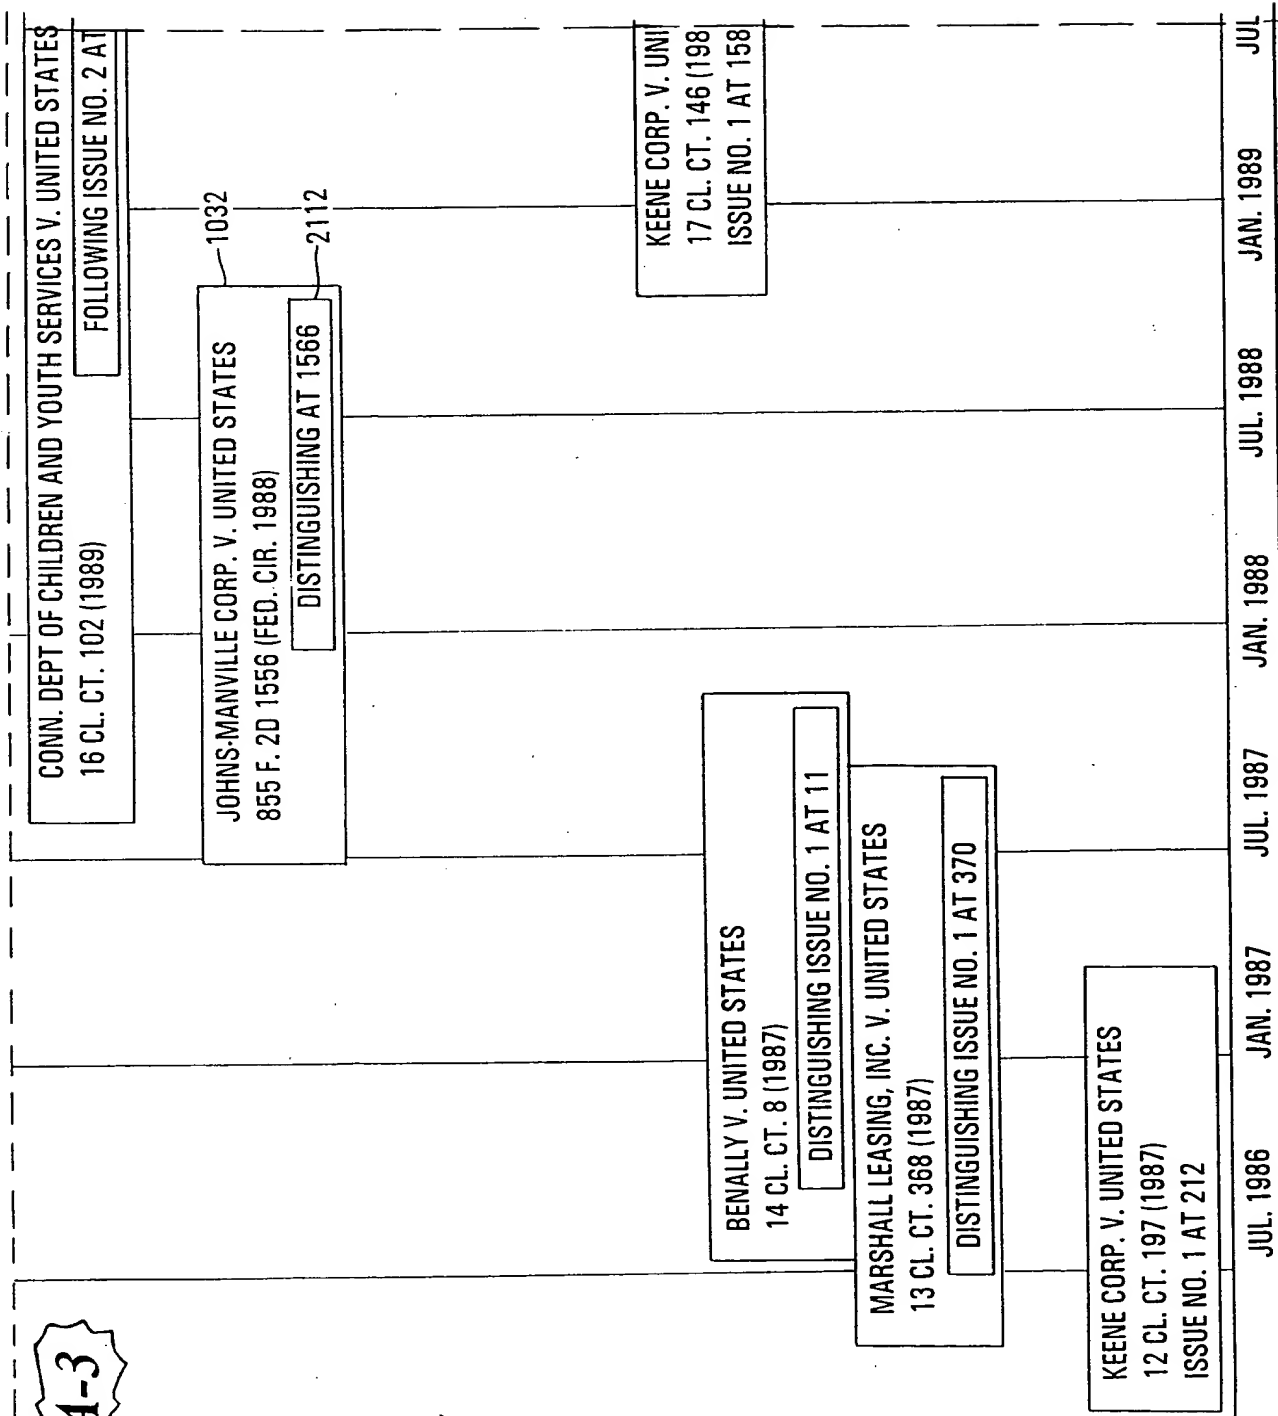 CONN. DEPT OF CHILDREN AND YOUTH SERVICES V. UNITED STATES
16 CL. CT. 102 (1989)
FOLLOWING ISSUE NO. 2 AT
JOHNS-MANVILLE CORP. V. UNITED STATES
855 F. 2D 1556 (FED. CIR. 1988)
DISTINGUISHING AT 1566
1032
2112
KEENE CORP. V. UNI
17 CL. CT. 146 (198
ISSUE NO. 1 AT 158
BENALLY V. UNITED STATES
14 CL. CT. 8 (1987)
DISTINGUISHING ISSUE NO. 1 AT 11
MARSHALL LEASING, INC. V. UNITED STATES
13 CL. CT. 368 (1987)
DISTINGUISHING ISSUE NO. 1 AT 370
KEENE CORP. V. UNITED STATES
12 CL. CT. 197 (1987)
ISSUE NO. 1 AT 212
JUL. 1986 JAN. 1987 JUL. 1987 JAN. 1988 JUL. 1988 JAN. 1989 JUL
-3